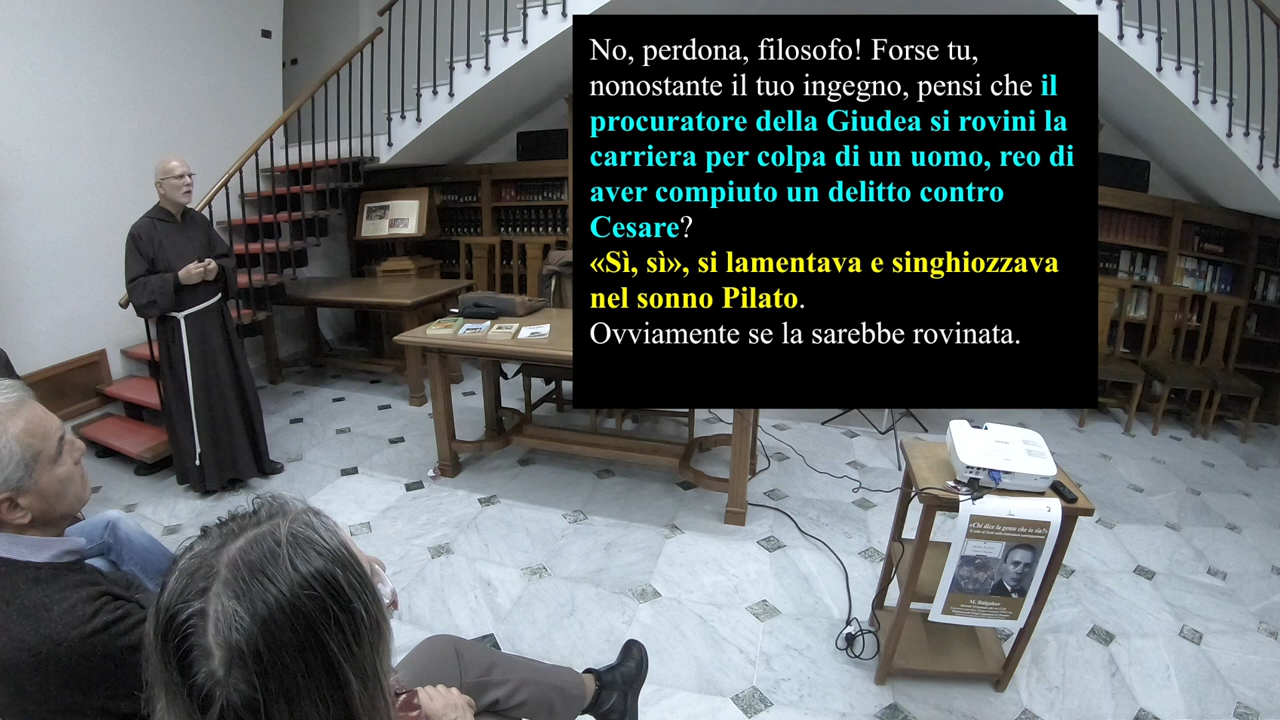 No, perdona, filosofo! Forse tu,
nonostante il tuo ingegno, pensi che il
procuratore della Giudea si rovini la
carriera per colpa di un uomo, reo di
aver compiuto un delitto contro
Cesare?
«Sì, sì», si lamentava e singhiozzava
nel sonno Pilato.
Ovviamente se la sarebbe rovinata.
«Chi dice la gente che io sia?»
M. Bulgakov